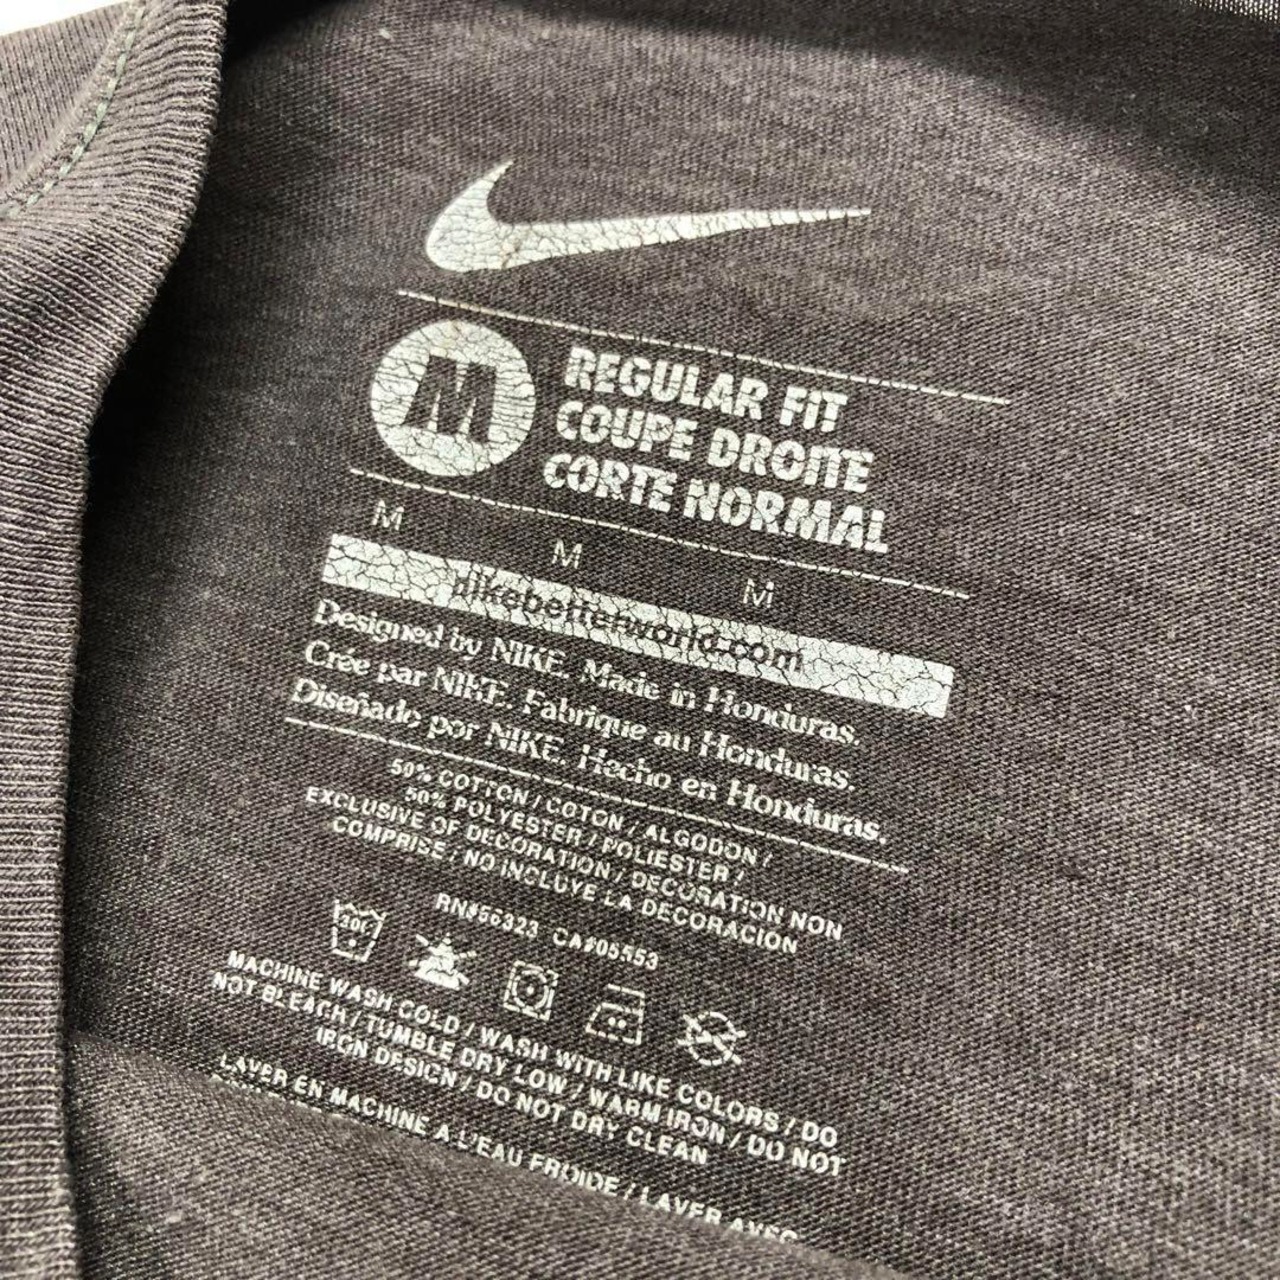 M
REGULAR FIT
COUPE DROITE
CORTE NORMAL
M M M
nikebetterworld.com
Designed by NIKE. Made in Honduras.
Crée par NIKE. Fabrique au Honduras.
Diseñado por NIKE. Hecho en Honduras.
50% COTTON / COTON / ALGODON /
50% POLYESTER / POLIESTER /
EXCLUSIVE OF DECORATION / DECORATION NON
COMPRISE / NO INCLUYE LA DECORACION
RN#56323 CA#05553
MACHINE WASH COLD / WASH WITH LIKE COLORS / DO
NOT BLEACH / TUMBLE DRY LOW / WARM IRON / DO NOT
IRON DESIGN / DO NOT DRY CLEAN
LAVER EN MACHINE A L'EAU FROIDE / LAVER AVEC